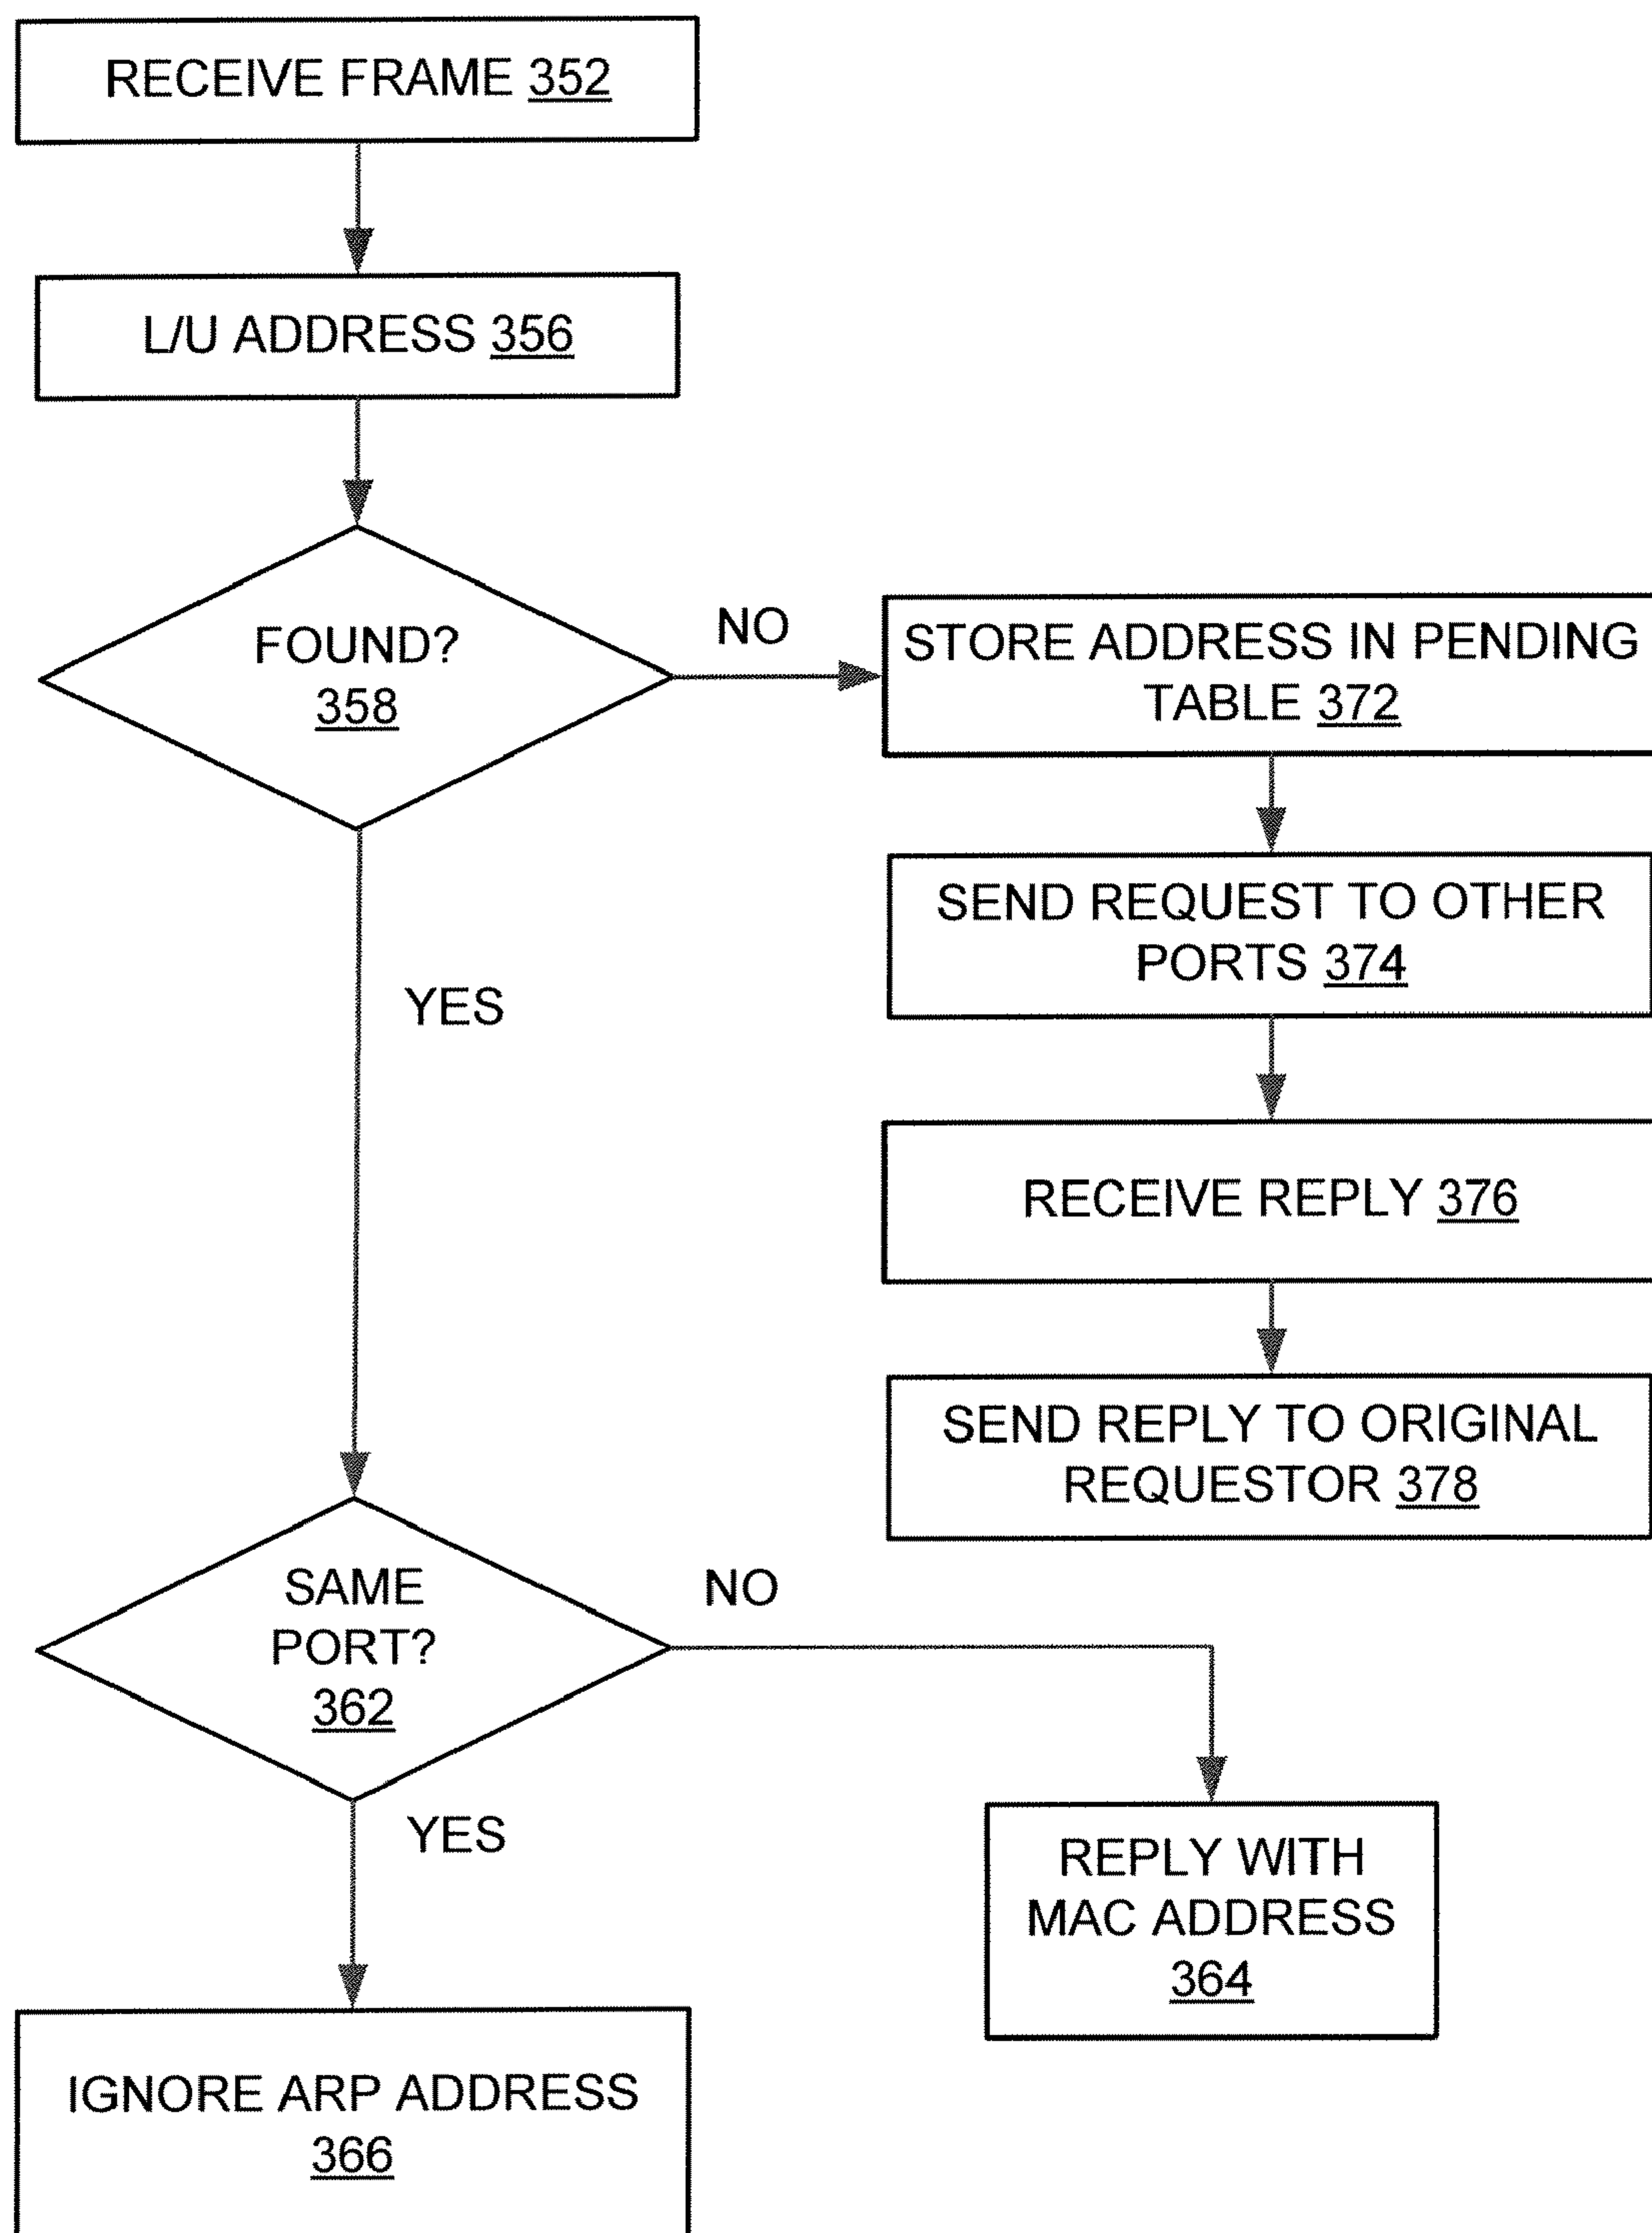 RECEIVE FRAME 352
L/U ADDRESS 356
FOUND?
358
NO
STORE ADDRESS IN PENDING
TABLE 372
SEND REQUEST TO OTHER
PORTS 374
YES
RECEIVE REPLY 376
SEND REPLY TO ORIGINAL
REQUESTOR 378
SAME
PORT?
362
NO
YES
REPLY WITH
MAC ADDRESS
364
IGNORE ARP ADDRESS
366